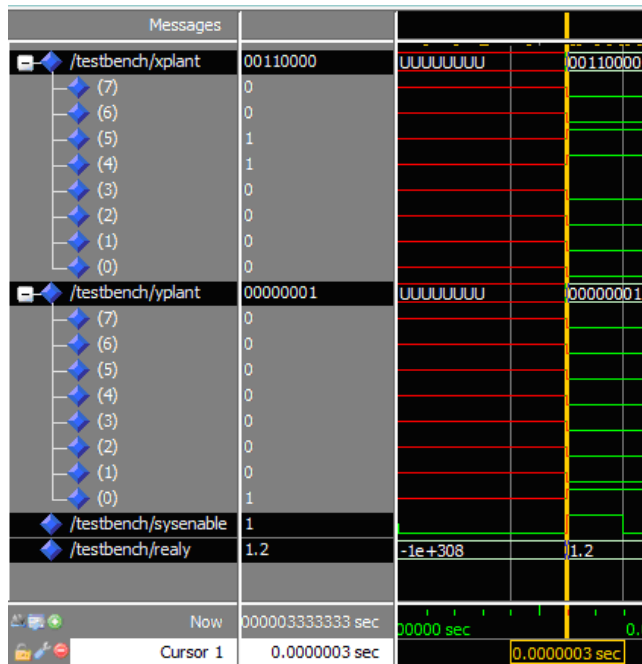 Messages
/testbench/xplant 00110000 UUUUUUUU 00110000
(7) 0
(6) 0
(5) 1
(4) 1
(3) 0
(2) 0
(1) 0
(0) 0
/testbench/yplant 00000001 UUUUUUUU 00000001
(7) 0
(6) 0
(5) 0
(4) 0
(3) 0
(2) 0
(1) 0
(0) 1
/testbench/sysenable 1
/testbench/realy 1.2 -1e+308 1.2
Now 000003333333 sec 00000 sec 0.
Cursor 1 0.0000003 sec 0.0000003 sec